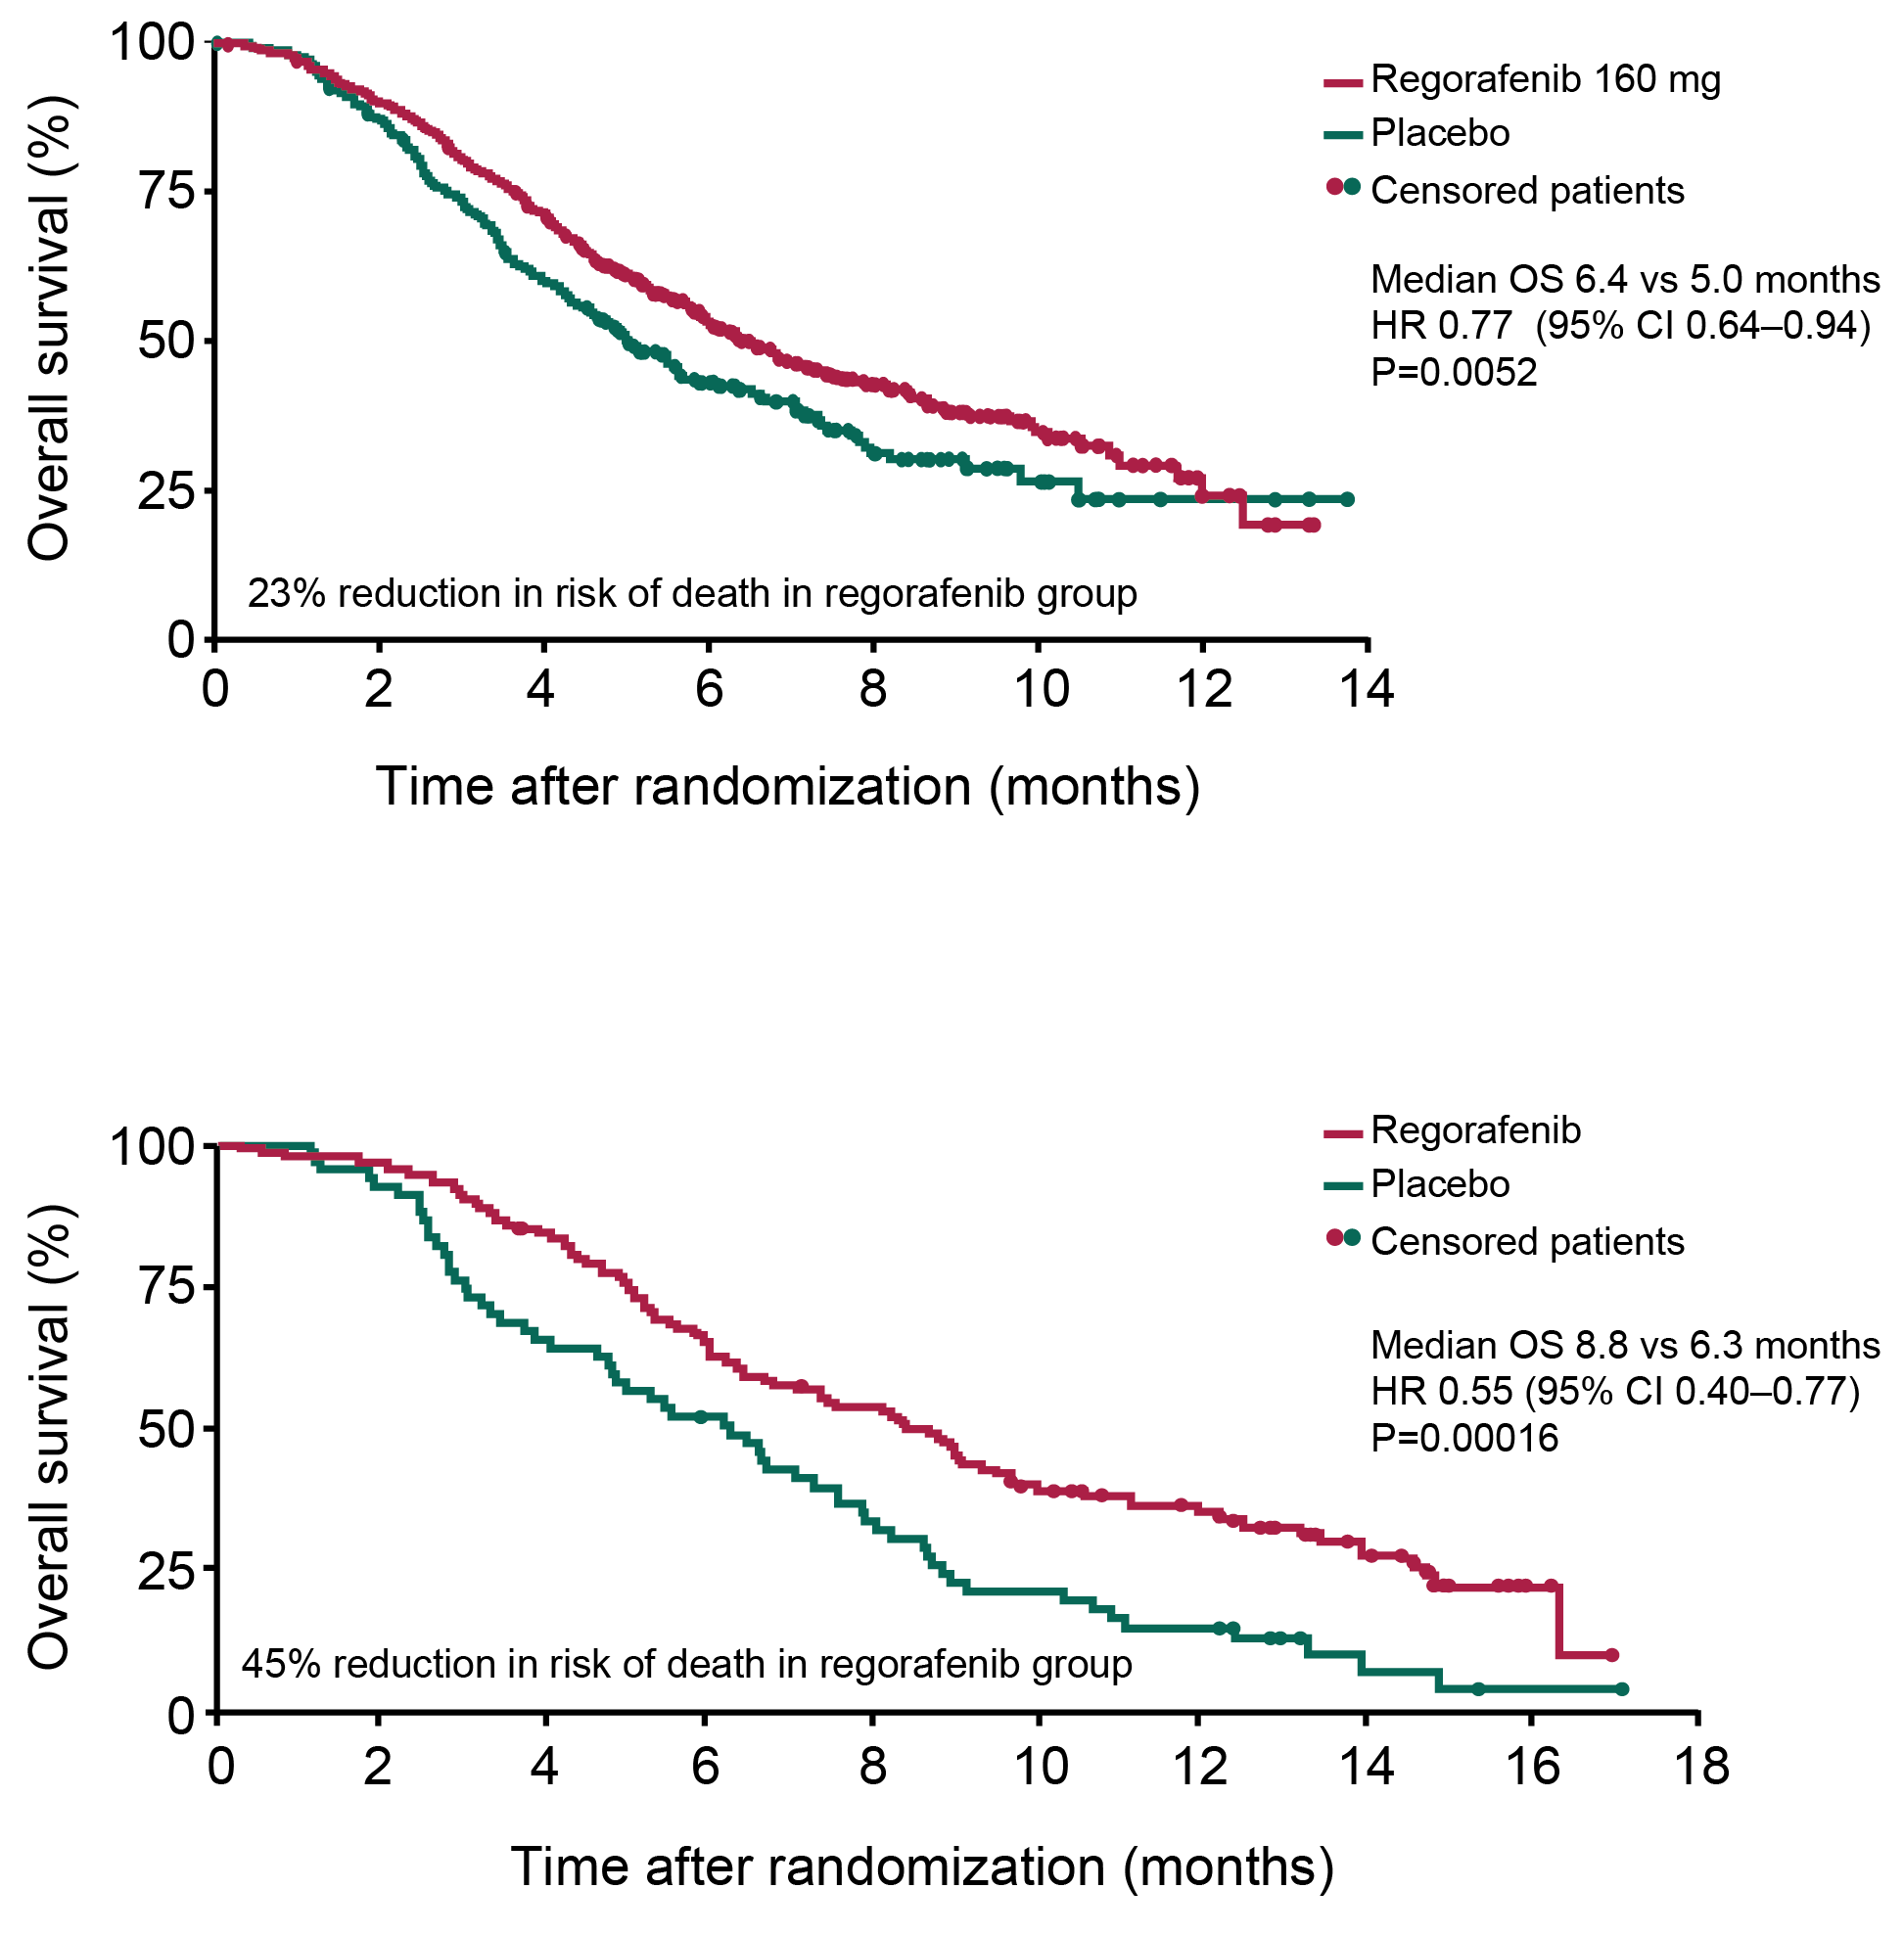 Overall survival (%)
100
75
50
25
0
Regorafenib 160 mg
Placebo
Censored patients
Median OS 6.4 vs 5.0 months
HR 0.77 (95% CI 0.64–0.94)
P=0.0052
23% reduction in risk of death in regorafenib group
0 2 4 6 8 10 12 14
Time after randomization (months)
Overall survival (%)
100
75
50
25
0
Regorafenib
Placebo
Censored patients
Median OS 8.8 vs 6.3 months
HR 0.55 (95% CI 0.40–0.77)
P=0.00016
45% reduction in risk of death in regorafenib group
0 2 4 6 8 10 12 14 16 18
Time after randomization (months)